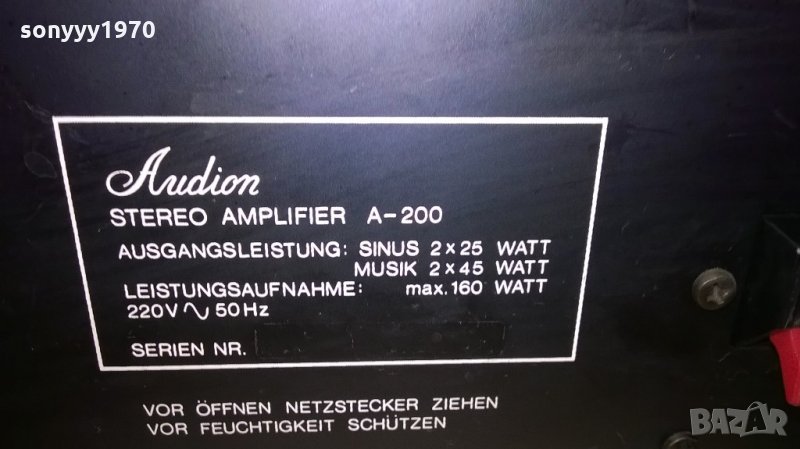 sonyyy1970
Audion
STEREO AMPLIFIER A-200
AUSGANGSLEISTUNG: SINUS 2×25 WATT
MUSIK 2×45 WATT
LEISTUNGSAUFNAHME: max. 160 WATT
220V ∿ 50Hz
SERIEN NR.
VOR ÖFFNEN NETZSTECKER ZIEHEN
VOR FEUCHTIGKEIT SCHÜTZEN
BAZAR